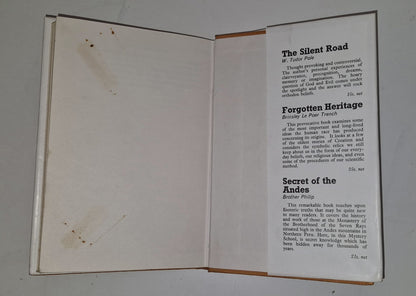 The Silent Road
W. Tudor Pole
Thought-provoking and controversial.
The author's personal experiences of
clairvoyance, precognition, dreams,
memory or imagination. The hoary
question of God and Evil comes under
the spotlight and the answer will rock
orthodox beliefs.
net
Forgotten Heritage
Brinsley Le Poer Trench
This provocative book examines some
of the most important and long-lived
ideas the human race has produced
concerning its origins. It looks at a few
of the oldest stories of Creation and
considers the symbolic relics we still
keep about us in the form of our every-
day beliefs, our religious ideas, and even
some of the procedures of our scientific
method.
net
Secret of the
Andes
Brother Philip
This remarkable book touches upon
Esoteric truths that may be quite new
to many readers. It covers the history
and work of those at the Monastery of
the Brotherhood of the Seven Rays
situated high in the Andes mountains in
Northern Peru. Here, in this Mystery
School, is secret knowledge which has
been hidden away for thousands of
years.
net